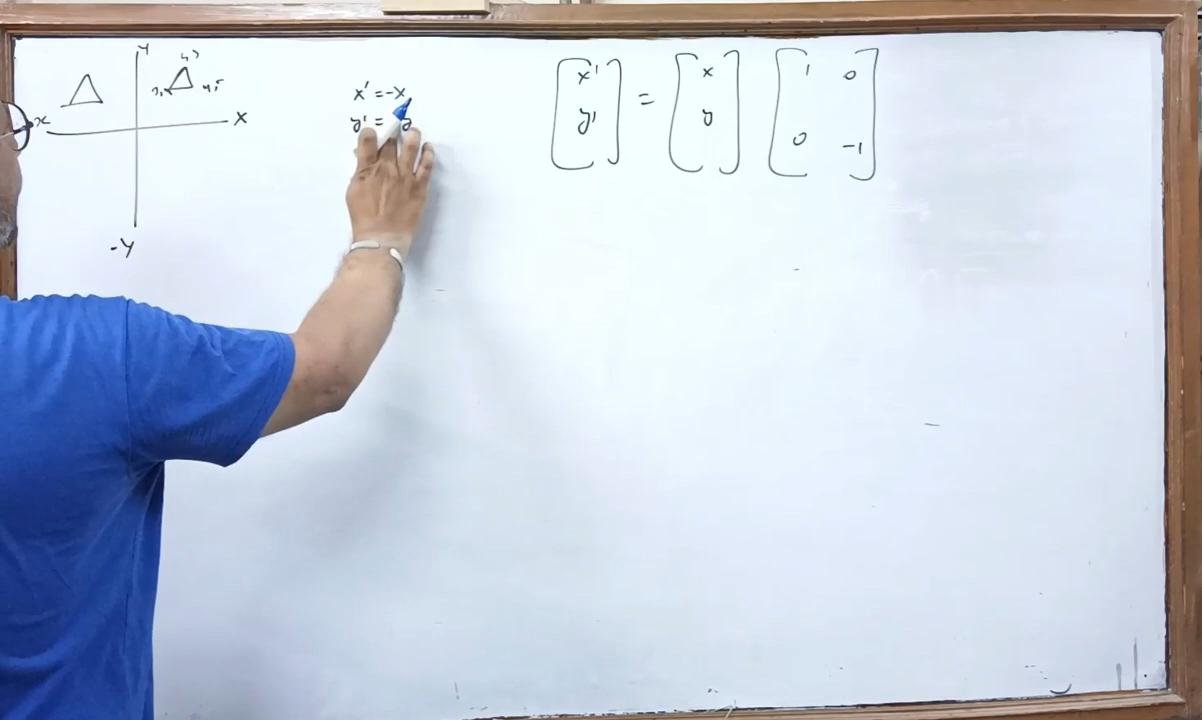 y
x
x
-y
x' = -x
y' = y
[x' y'] = [x y] [1 0 0 -1]